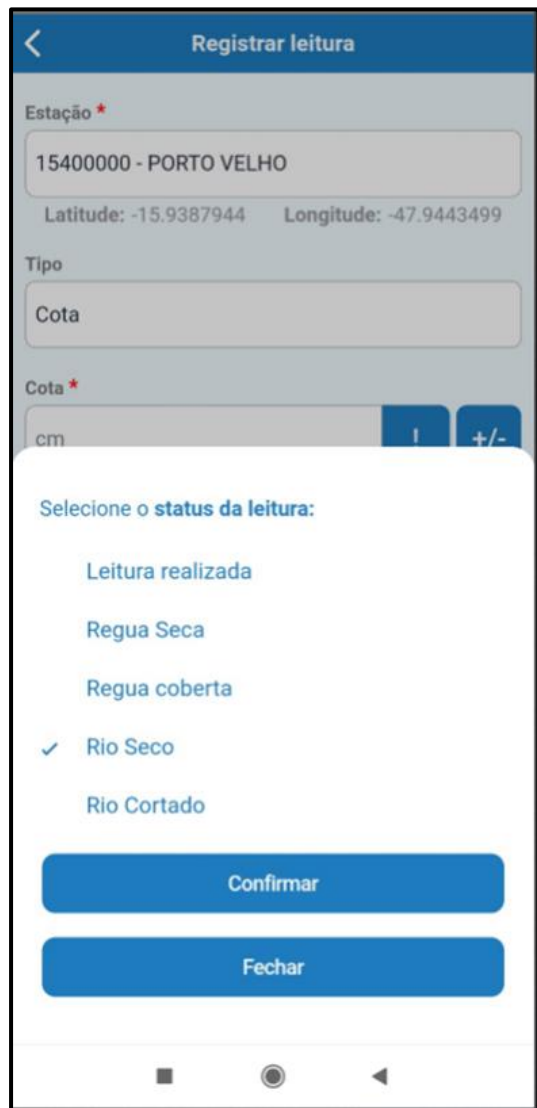 Registrar leitura
Estação *
15400000 - PORTO VELHO
Latitude: -15.9387944 Longitude: -47.9443499
Tipo
Cota
Cota *
cm ! +/-
Selecione o status da leitura:
Leitura realizada
Regua Seca
Regua coberta
Rio Seco
Rio Cortado
Confirmar
Fechar